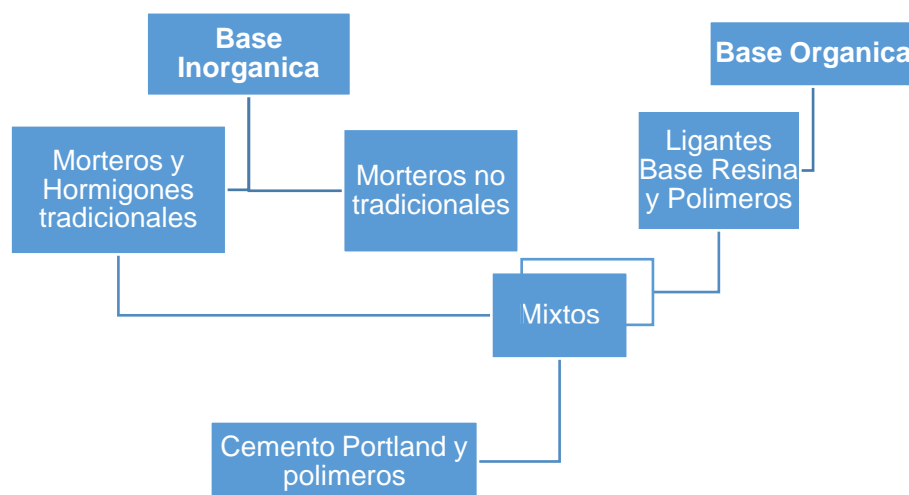 Base
Inorganica
Base Organica
Morteros y
Hormigones
tradicionales
Morteros no
tradicionales
Ligantes
Base Resina
y Polimeros
Mixtos
Cemento Portland y
polimeros